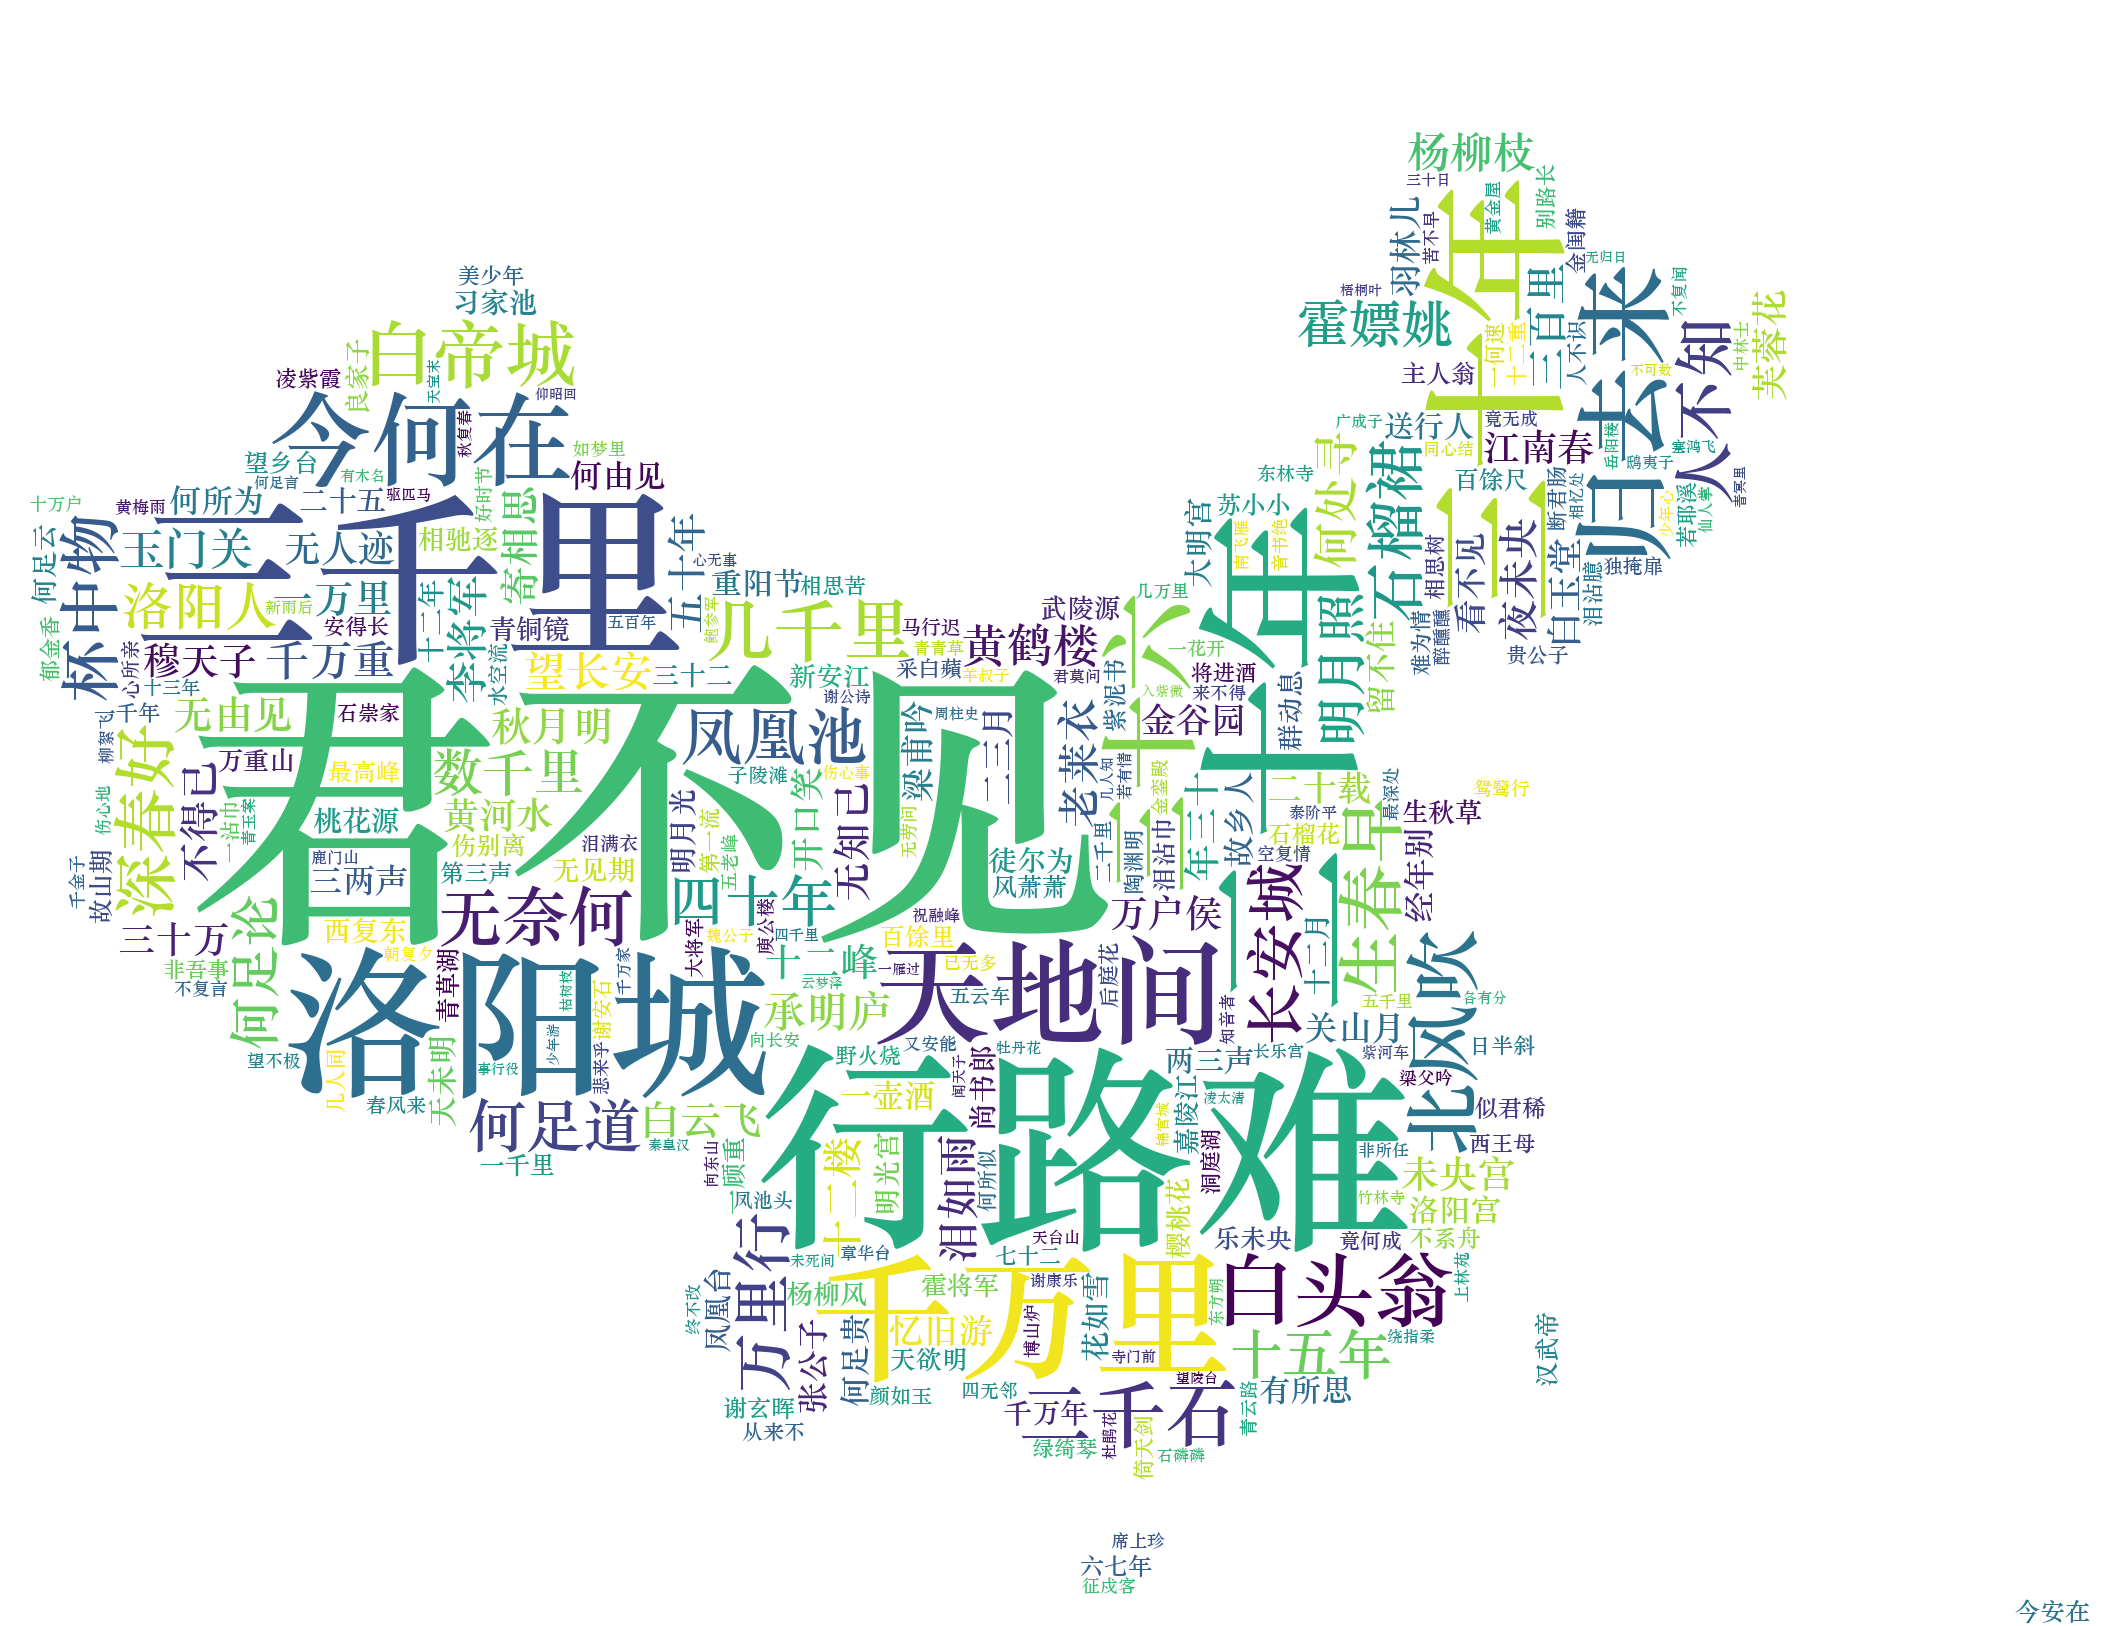 杨柳枝
三十日
别路长
黄金屋
羽林儿
苦不早
二十年
金闺籍
无归日
美少年
习家池
梧桐叶
霍嫖姚
三百里
归去来
不复闻
芙蓉花
白帝城
良家子
天宝末
一何速
十二重
人不识
人不知
中林士
凌紫霞
仰昭回
主人翁
不可数
今何在
秋复春
广成子
送行人
竟无成
江南春
岳阳楼
塞鸿飞
望乡台
有木名
如梦里
何处寻
同心结
石榴裙
鸱夷子
何足言
何由见
东林寺
百馀尺
断君肠
相忆处
少年心
若耶溪
仙人掌
青冥里
十万户
黄梅雨
何所为
二十五
驱匹马
好时节
大明宫
苏小小
二千里
何足云
杯中物
玉门关
无人迹
相驰逐
寄相思
五十年
南飞雁
音书绝
相思树
看不见
夜未央
白玉堂
独掩扉
心无事
重阳节
相思苦
几万里
三十年
明月照
泪沾臆
洛阳人
新雨后
一万里
十二年
李将军
武陵源
难为情
醉醺醺
郁金香
安得长
青铜镜
五百年
鲍参军
几千里
马行迟
黄鹤楼
一花开
留不住
贵公子
心所亲
穆天子
千万重
青青草
君莫问
将进酒
水空流
望长安
三十二
新安江
采白蘋
羊叔子
入紫微
来不得
群动息
十三年
谢公诗
紫泥书
一千年
无由见
石崇家
君不见
秋月明
凤凰池
梁甫吟
周柱史
二三月
老莱衣
金谷园
柳絮飞
深春好
万重山
最高峰
数千里
子陵滩
伤心事
几人知
若有情
金銮殿
故人
二十载
最深处
鸳鹭行
不得已
伤心地
一沾巾
青玉案
桃花源
黄河水
明月光
第一流
开口笑
无知己
年二十
泰阶平
生秋草
鹿门山
伤别离
五老峰
无劳问
徒尔为
二千里
陶渊明
泪沾巾
石榴花
生春早
千金子
故山期
三两声
第三声
无见期
泪满衣
风萧萧
空复情
经年别
何足论
西复东
无奈何
四十年
庾公楼
祝融峰
万户侯
长安城
十二月
三十万
朝复夕
魏公子
四千里
百馀里
非吾事
青草湖
洛阳城
枯树枝
千万家
大将军
十二峰
一雁过
已无多
天地间
后庭花
北风吹
不复言
谢安石
云梦泽
五云车
五千里
各有分
承明庐
知音者
关山月
望不极
几人同
天未明
少年游
悲来乎
向长安
野火烧
又安能
牡丹花
两三声
长乐宫
紫河车
日半斜
事行役
闻天子
尚书郎
梁父吟
春风来
何足道
白云飞
一壶酒
行路难
嘉陵江
凌太清
似君稀
秦皇汉
锦官城
西王母
一千里
向东山
一顾重
十二楼
明光宫
泪如雨
何所似
洞庭湖
非所任
未央宫
凤池头
樱桃花
竹林寺
洛阳宫
万里行
章华台
天台山
乐未央
竟何成
不系舟
未死间
七十二
凤凰台
杨柳风
千万里
霍将军
谢康乐
白头翁
上林苑
终不改
忆旧游
博山炉
花如雪
东方朔
汉武帝
张公子
何足贵
天欲明
寺门前
十五年
绕指柔
颜如玉
四无邻
望陵台
有所思
谢玄晖
千万年
二千石
青云路
从来不
绿绮琴
杜鹃花
倚天剑
石麟麟
席上珍
六七年
征戍客
今安在